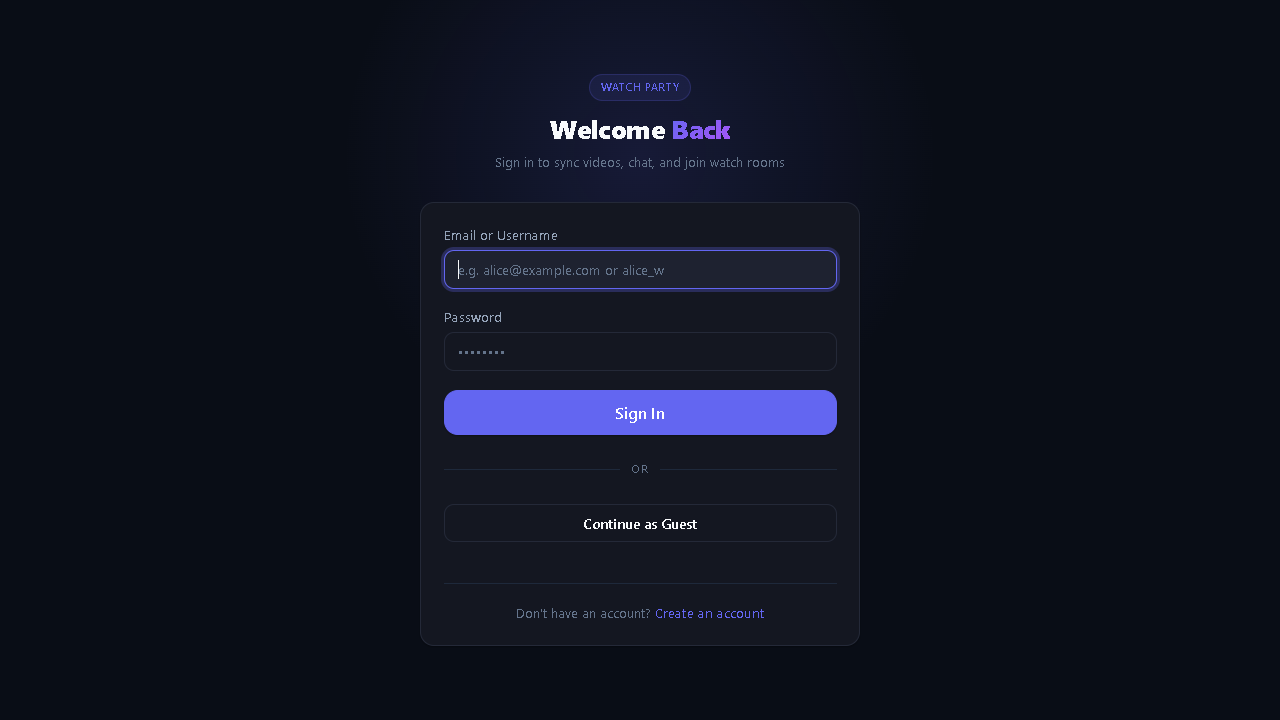 WATCH PARTY
Welcome Back
Sign in to sync videos, chat, and join watch rooms
Email or Username
e.g. alice@example.com or alice_w
Password
••••••••
Sign In
OR
Continue as Guest
Don't have an account? Create an account